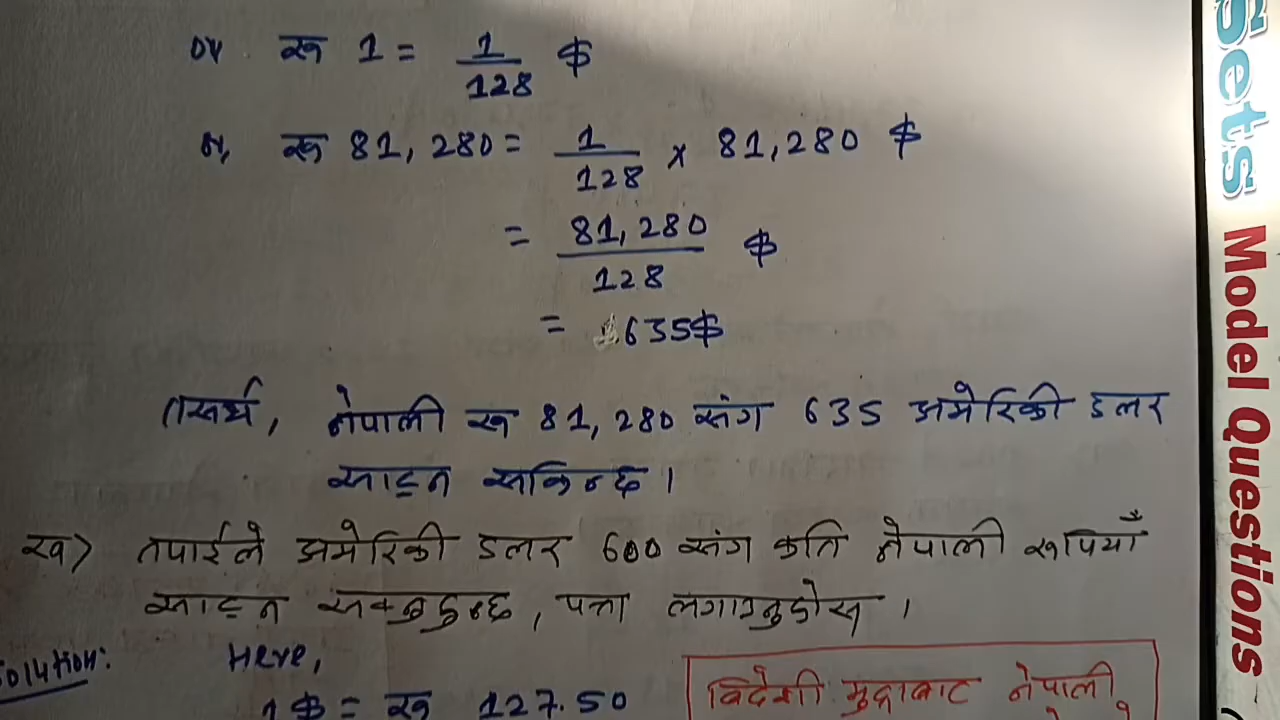 or रू 1 = 1/128 $
or, रू 81,280 = 1/128 x 81,280 $
= 81,280/128 $
= 635$
तसर्थ, नेपाली रू 81,280 संग 635 अमेरिकी डलर
साट्न सकिन्छ ।
ख) तपाईले अमेरिकी डलर 600 संग कति नेपाली रूपियाँ
साट्न सक्नुहुन्छ, पत्ता लगाउनुहोस् ।
Solution: Here,
1$ = रू 127.50
विदेशी मुद्राबाट नेपाली
Sets Model Questions